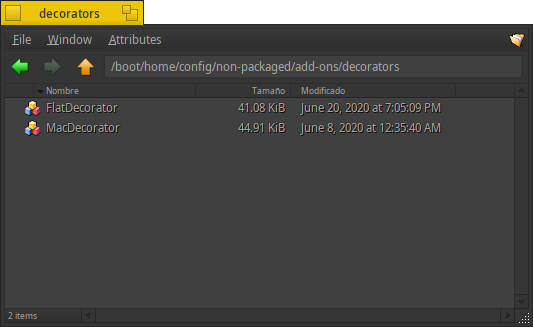 decorators
File Window Attributes
/boot/home/config/non-packaged/add-ons/decorators
Nombre Tamaño Modificado
FlatDecorator 41.08 KiB June 20, 2020 at 7:05:09 PM
MacDecorator 44.91 KiB June 8, 2020 at 12:35:40 AM
2 items